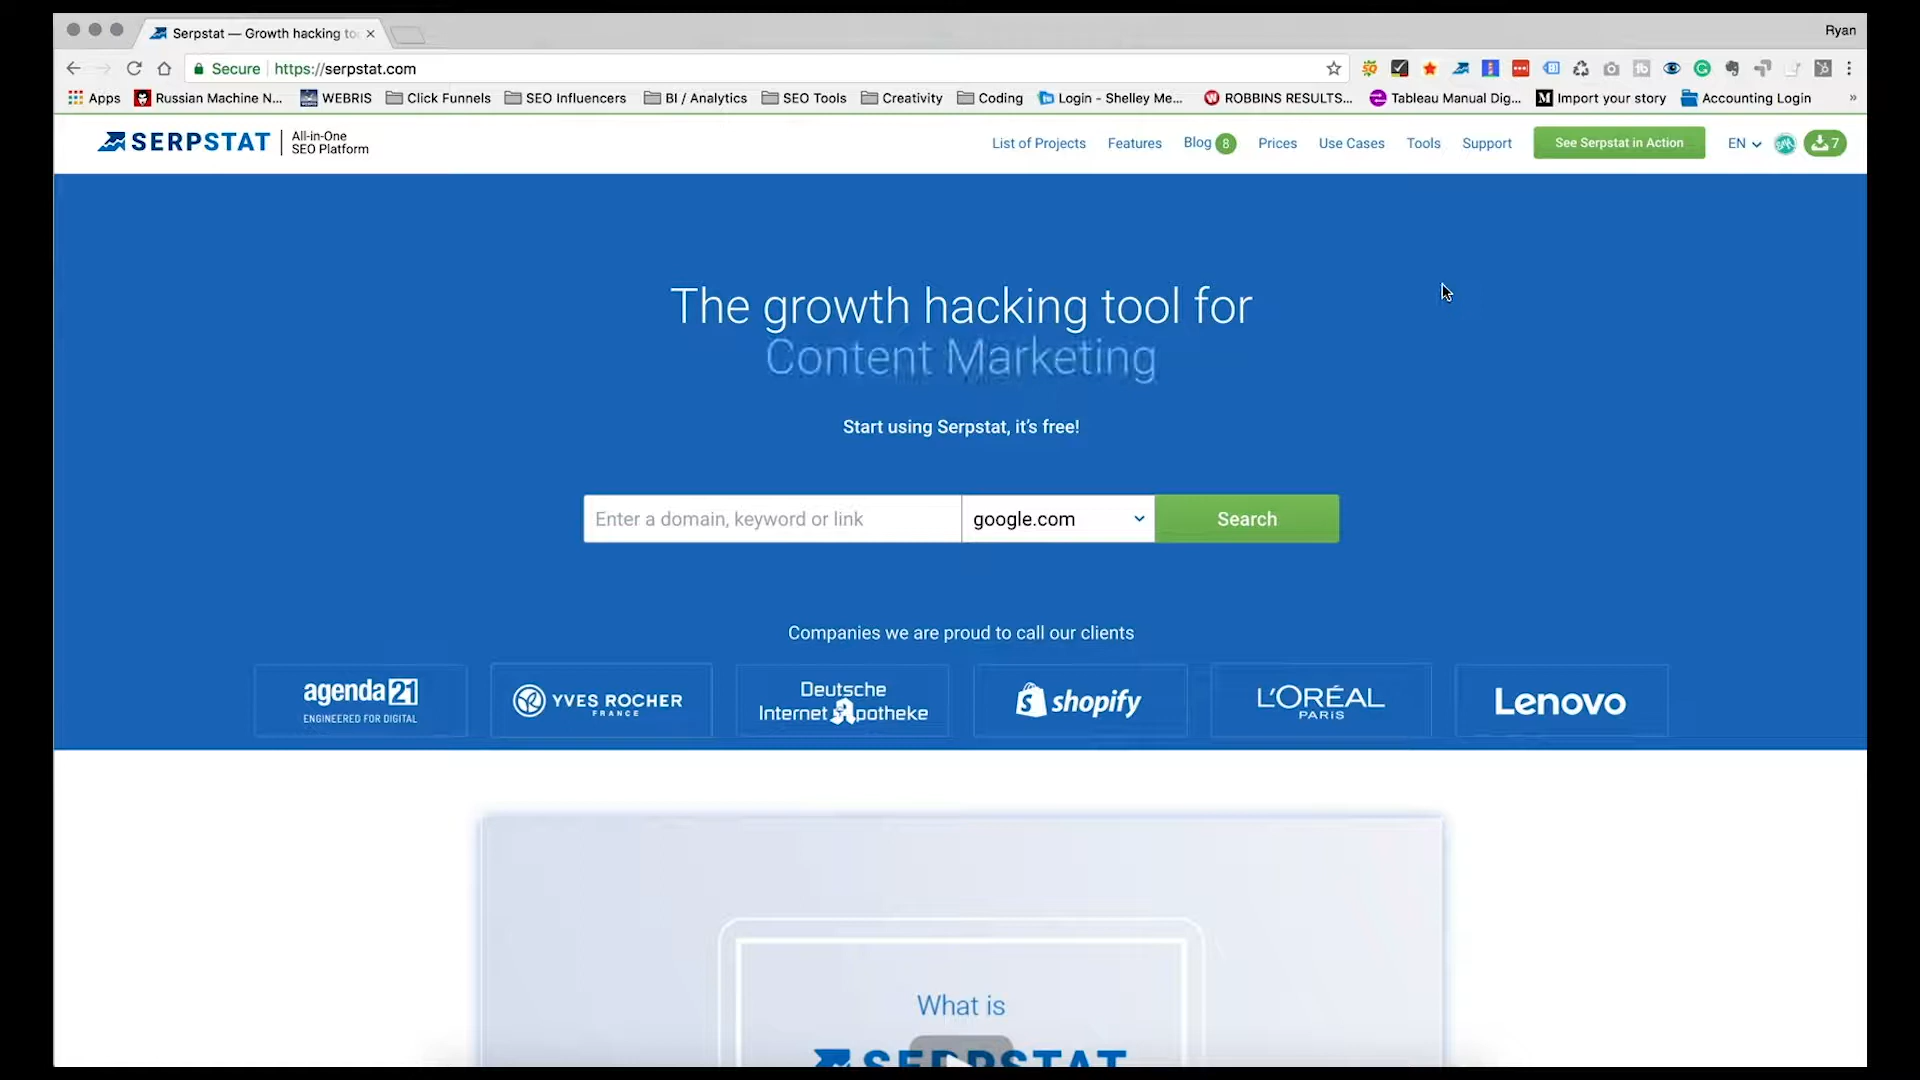 Serpstat — Growth hacking to
Ryan
Secure
https://serpstat.com
Apps
Russian Machine N...
WEBRIS
Click Funnels
SEO Influencers
BI / Analytics
SEO Tools
Creativity
Coding
Login - Shelley Me...
ROBBINS RESULTS...
Tableau Manual Dig...
Import your story
Accounting Login
»
SERPSTAT
All-in-One
SEO Platform
List of Projects
Features
Blog 8
Prices
Use Cases
Tools
Support
See Serpstat in Action
EN
7
The growth hacking tool for
Content Marketing
Start using Serpstat, it's free!
Enter a domain, keyword or link
google.com
Search
Companies we are proud to call our clients
agenda21
ENGINEERED FOR DIGITAL
YVES ROCHER
FRANCE
Deutsche
Internet Apotheke
shopify
L'ORÉAL
PARIS
Lenovo
What is
SERPSTAT